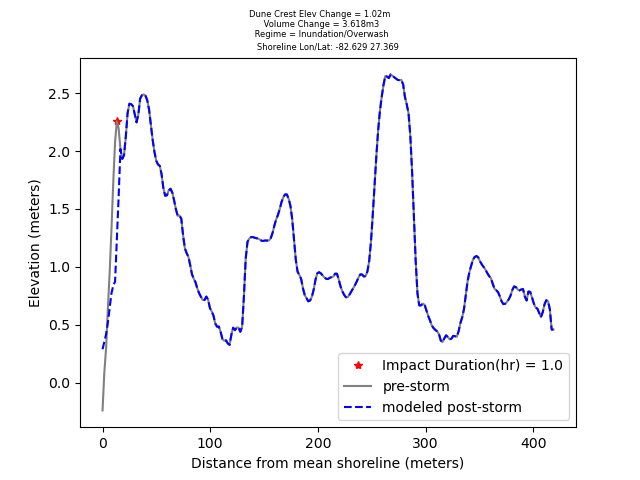 Dune Crest Elev Change = 1.02m
Volume Change = 3.618m3
Regime = Inundation/Overwash
Shoreline Lon/Lat: -82.629 27.369
2.5
2.0
1.5
1.0
0.5
0.0
Elevation (meters)
Impact Duration(hr) = 1.0
pre-storm
modeled post-storm
0
100
200
300
400
Distance from mean shoreline (meters)